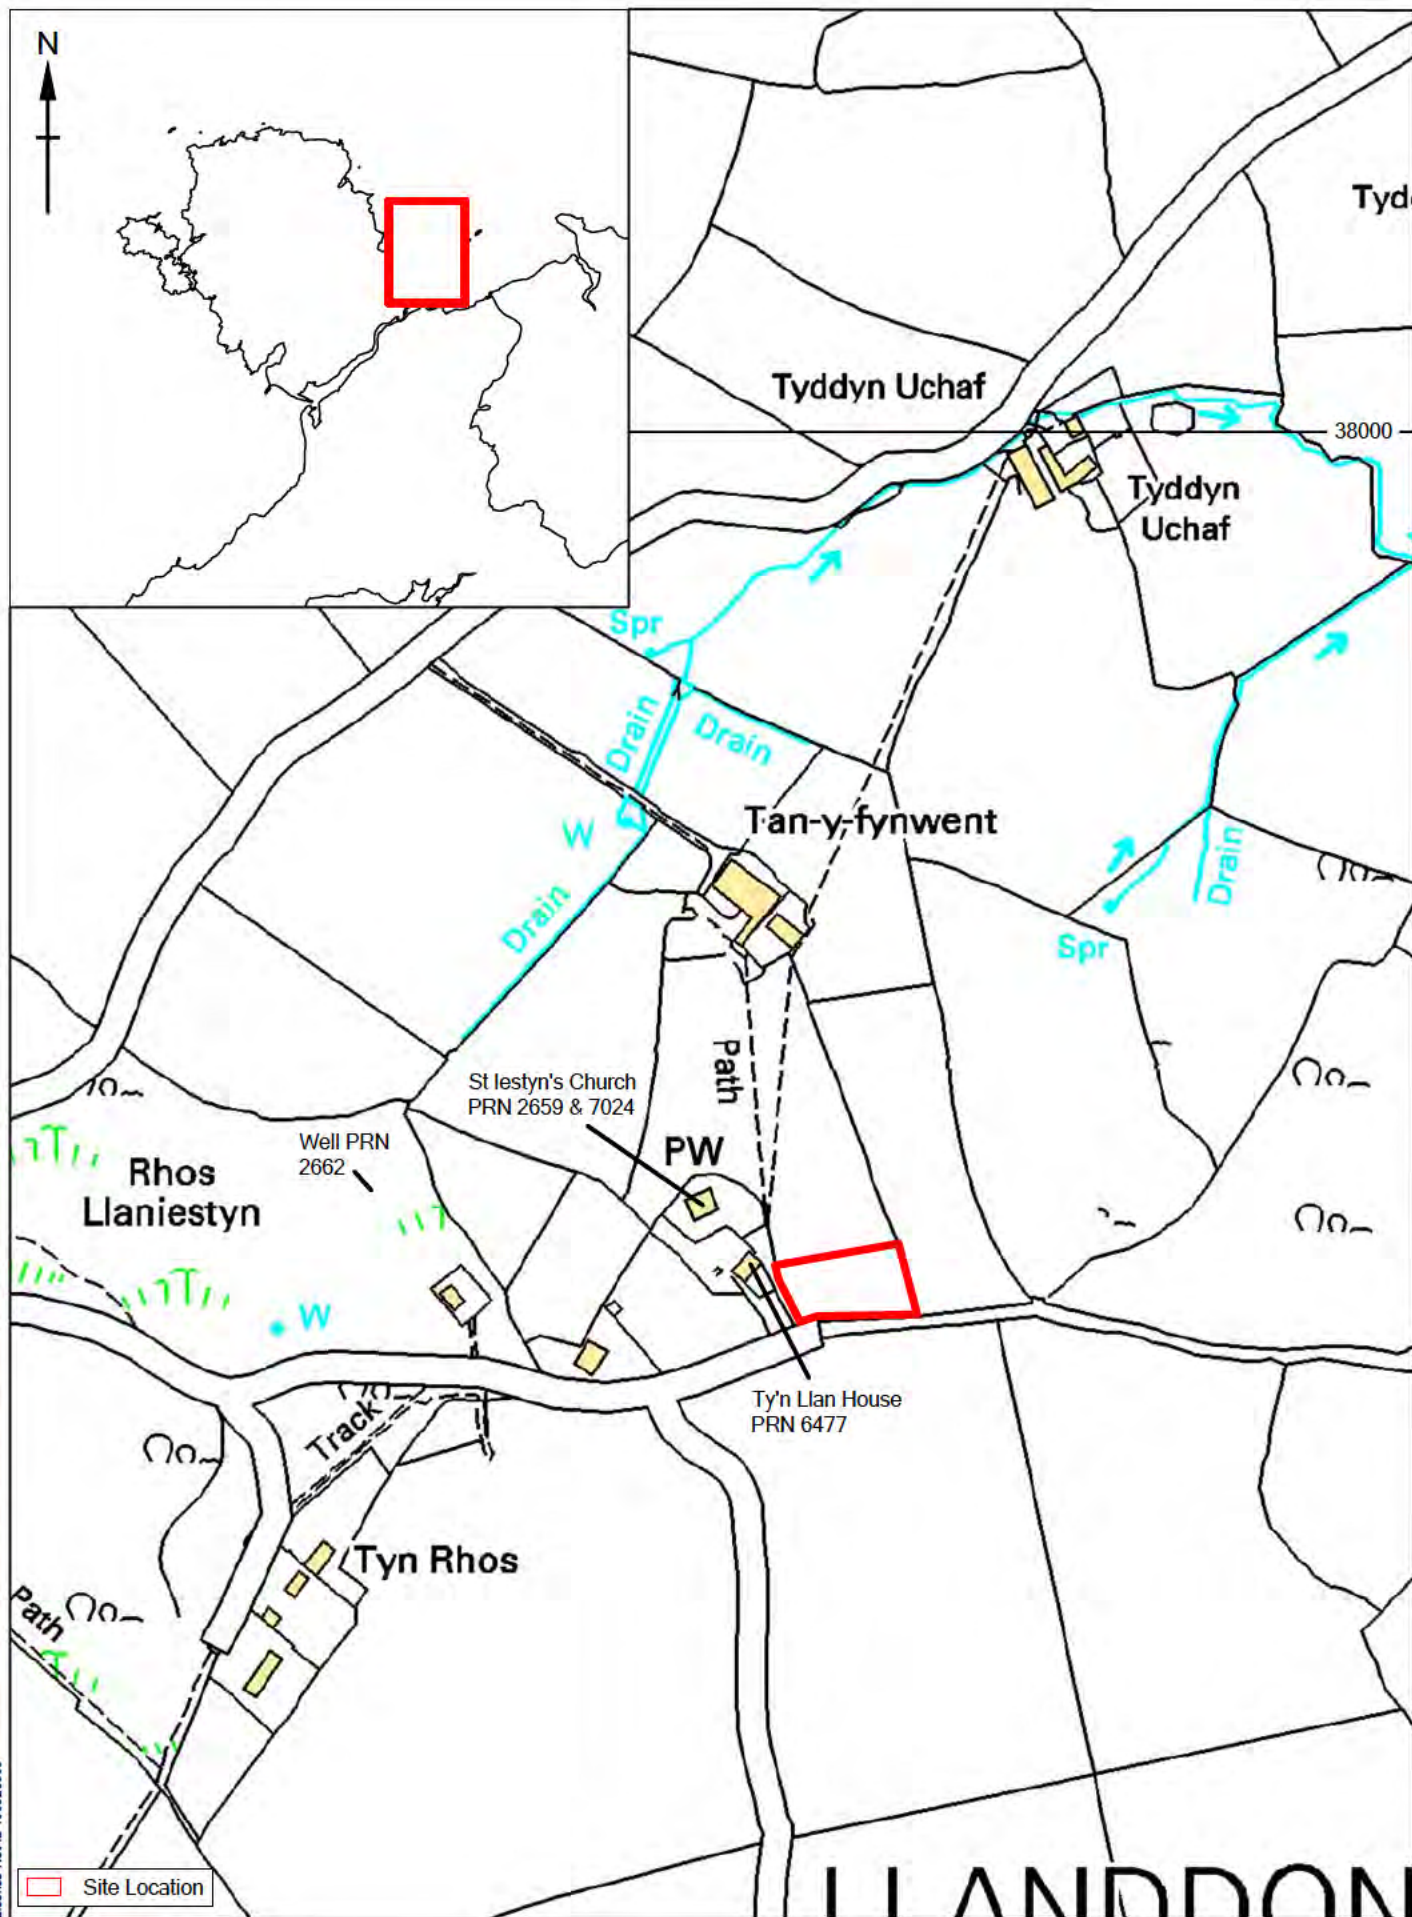 N
Tyd
Tyddyn Uchaf
38000
Tyddyn
Uchaf
Spr
Drain
Drain
W
Tan-y-fynwent
Drain
Drain
Spr
Path
St Iestyn's Church
PRN 2659 & 7024
PW
Well PRN
2662
Rhos
Llaniestyn
W
Ty'n Llan House
PRN 6477
Track
Tyn Rhos
Path
Site Location
LLANDDON